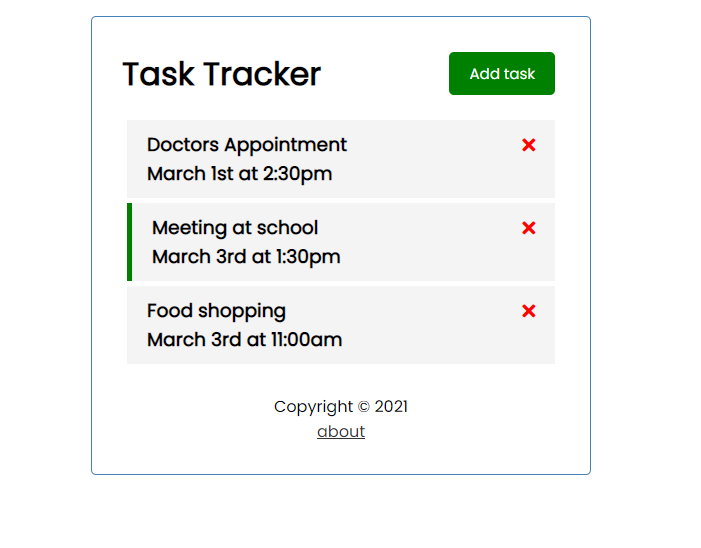 Task Tracker
Add task
Doctors Appointment
March 1st at 2:30pm
Meeting at school
March 3rd at 1:30pm
Food shopping
March 3rd at 11:00am
Copyright © 2021
about